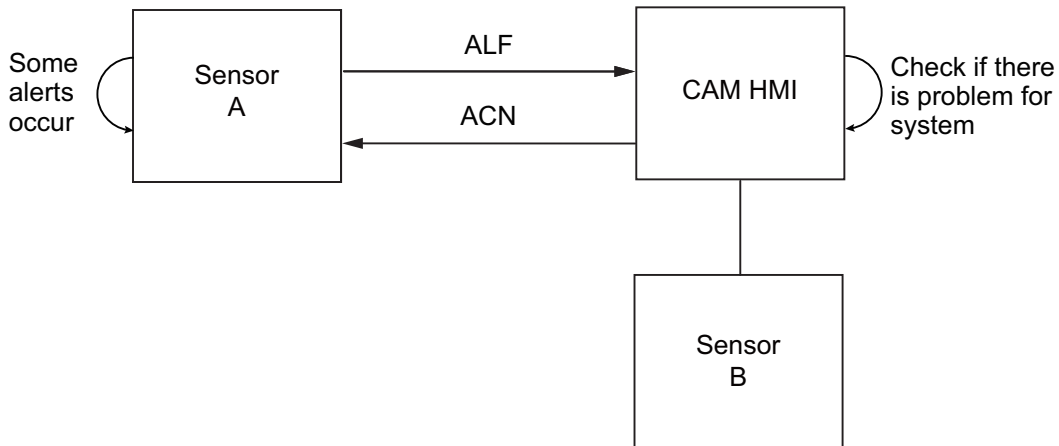 Some
alerts
occur
Sensor
A
ALF
ACN
CAM HMI
Check if there
is problem for
system
Sensor
B